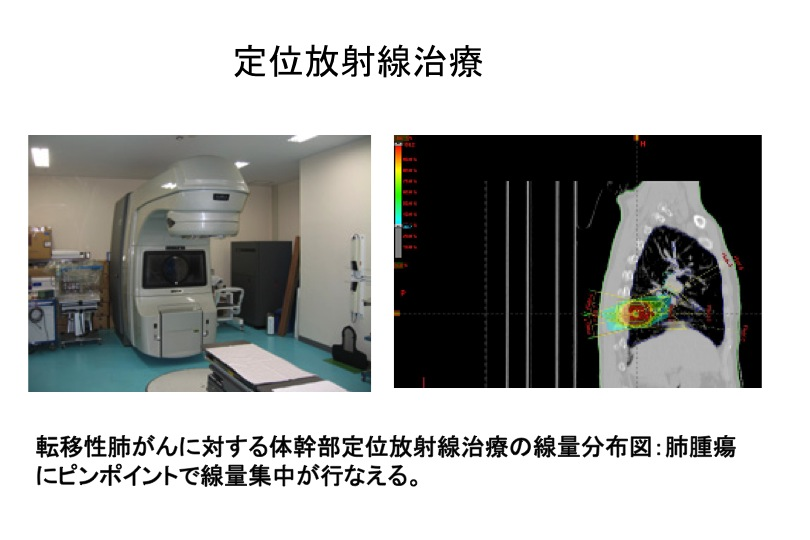 定位放射線治療
H
転移性肺がんに対する体幹部定位放射線治療の線量分布図：肺腫瘍
にピンポイントで線量集中が行なえる。